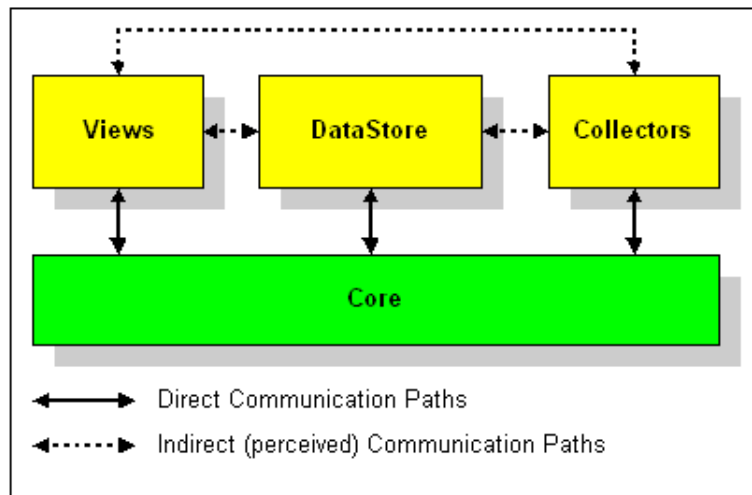 Views
DataStore
Collectors
Core
Direct Communication Paths
Indirect (perceived) Communication Paths